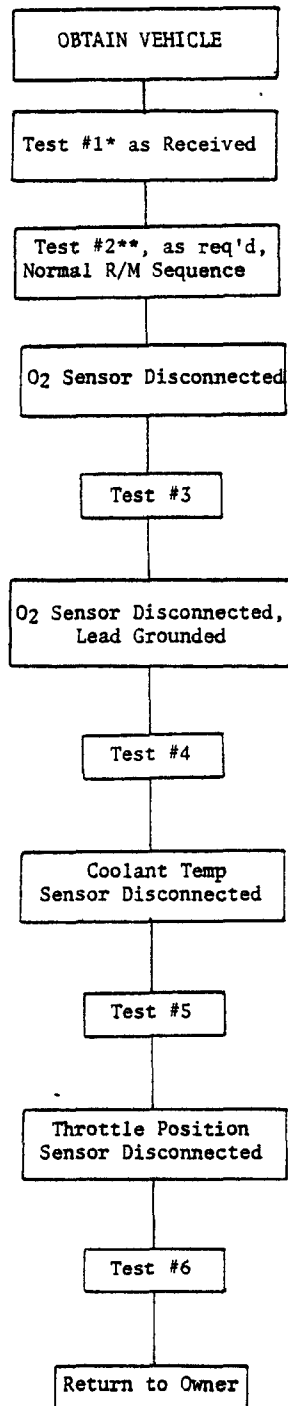 OBTAIN VEHICLE
Test #1* as Received
Test #2**, as req'd,
Normal R/M Sequence
O2 Sensor Disconnected
Test #3
O2 Sensor Disconnected,
Lead Grounded
Test #4
Coolant Temp
Sensor Disconnected
Test #5
Throttle Position
Sensor Disconnected
Test #6
Return to Owner